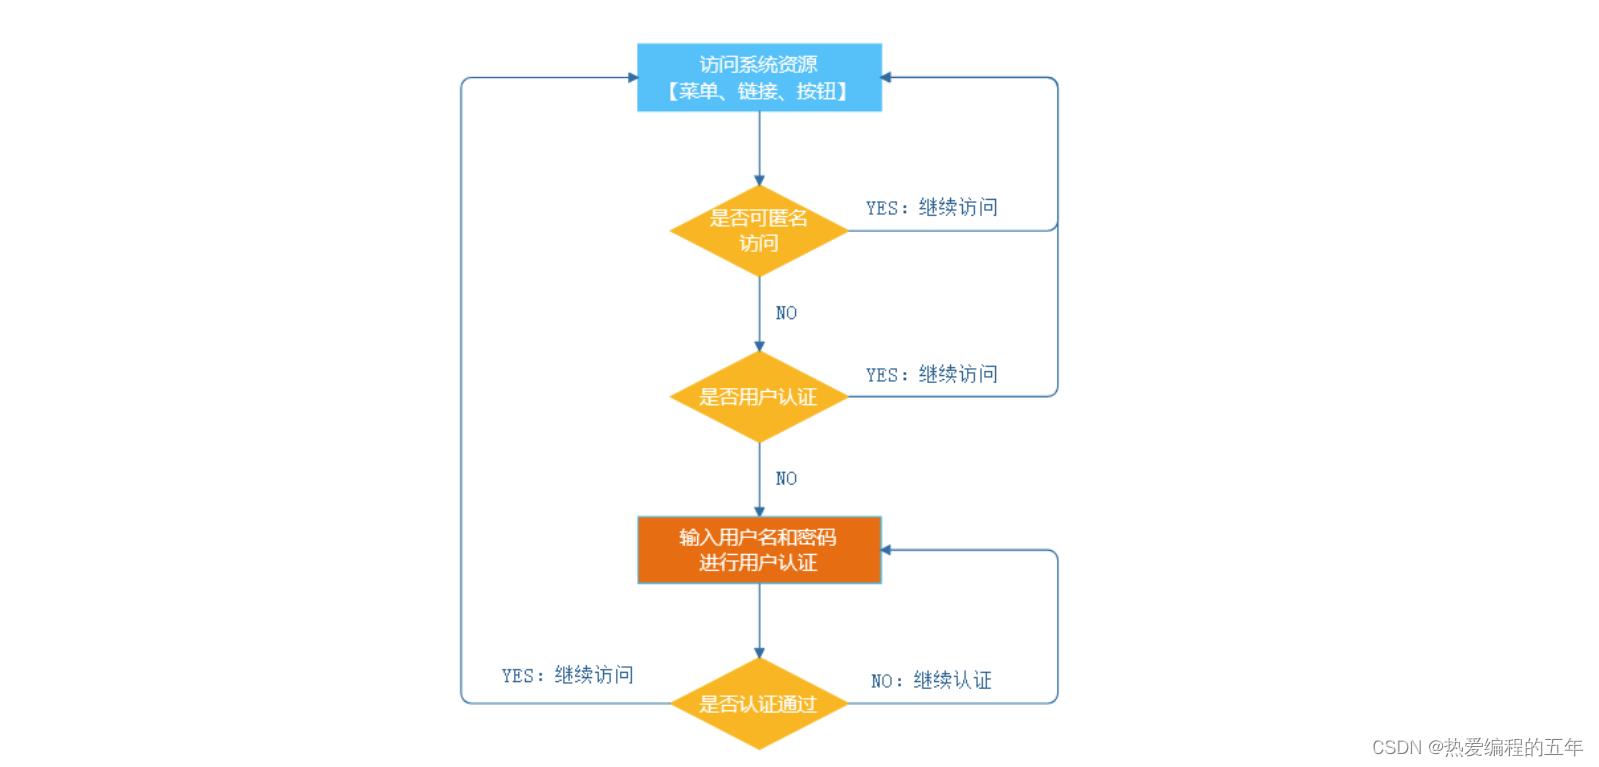 访问系统资源
【菜单、链接、按钮】
是否可匿名
访问
YES：继续访问
NO
是否用户认证
YES：继续访问
NO
输入用户名和密码
进行用户认证
YES：继续访问
是否认证通过
NO：继续认证
CSDN @热爱编程的五年